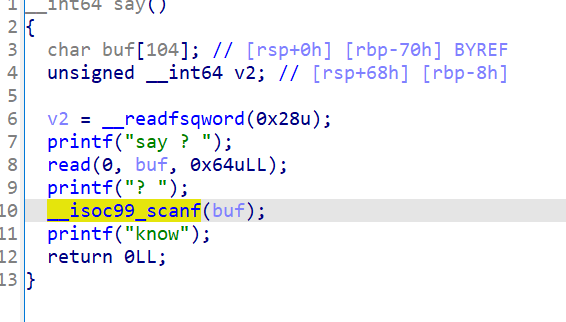 1 __int64 say()
2 {
3 char buf[104]; // [rsp+0h] [rbp-70h] BYREF
4 unsigned __int64 v2; // [rsp+68h] [rbp-8h]
5
6 v2 = __readfsqword(0x28u);
7 printf("say ? ");
8 read(0, buf, 0x64uLL);
9 printf("? ");
10 __isoc99_scanf(buf);
11 printf("know");
12 return 0LL;
13 }